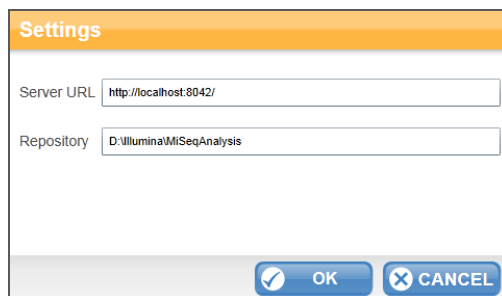 Settings
Server URL http://localhost:8042/
Repository D:\Illumina\MiSeqAnalysis
OK CANCEL